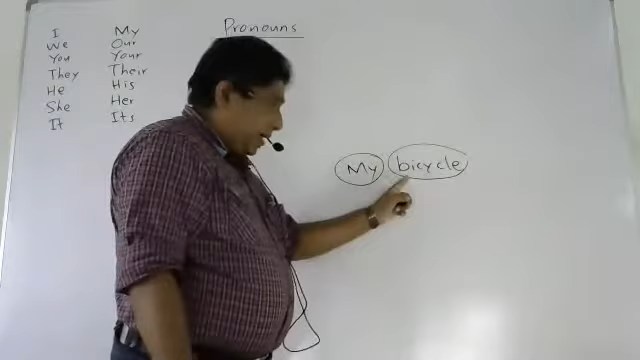 Pronouns
I My
We Our
You Your
They Their
He His
She Her
It Its
My bicycle